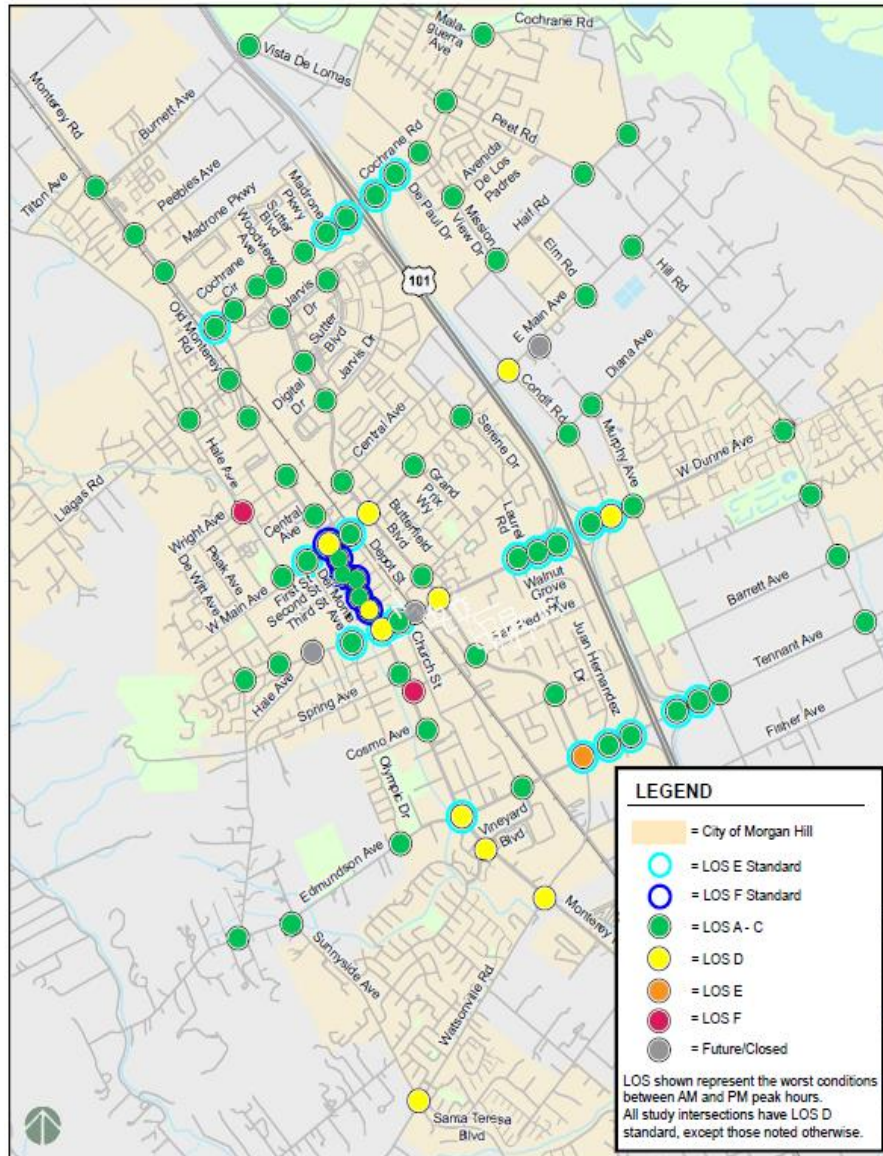 Cochrane Rd
Mala-
guerra
Ave
Vista De Lomas
Monterey Rd
Burnett Ave
Peet Rd
Cochrane Rd
Avenida
De Los
Padres
Tilton Ave
Peebles Ave
Madrone
Pkwy
Madrone Pkwy
Sutter
Blvd
Woodview
Ave
De Paul Dr
Mission
View Dr
Half Rd
Elm Rd
Hill Rd
Cochrane
Cir
Jarvis
Dr
101
E Main Ave
Old Monterey
Rd
Sutter
Blvd
Jarvis Dr
Diana Ave
Digital
Dr
Condit Rd
Central Ave
Serene Dr
Murphy Ave
W Dunne Ave
Hale Ave
Llagas Rd
Grand
Prix
Wy
Wright Ave
Central
Ave
Butterfield
Blvd
Laurel
Rd
Peak Ave
De Witt Ave
Depot St
W Main Ave
First St
Second St
Third St
Del Monte
Ave
Walnut
Grove
Barrett Ave
Church St
Juan Hernandez
Dr
Tennant Ave
Hale Ave
Spring Ave
Fisher Ave
Cosmo Ave
Olympic Dr
Vineyard
Blvd
Edmundson Ave
Sunnyside Ave
Watsonville Rd
Santa Teresa
Blvd
LEGEND
= City of Morgan Hill
= LOS E Standard
= LOS F Standard
= LOS A - C
= LOS D
= LOS E
= LOS F
= Future/Closed
LOS shown represent the worst conditions
between AM and PM peak hours.
All study intersections have LOS D
standard, except those noted otherwise.